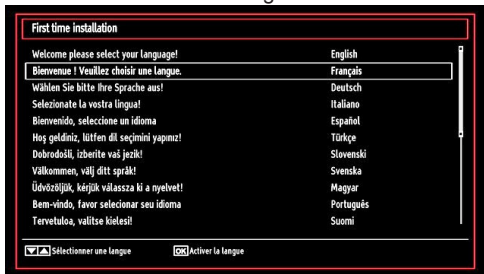 First time installation
Welcome please select your language! English
Bienvenue ! Veuillez choisir une langue. Français
Wählen Sie bitte Ihre Sprache aus! Deutsch
Selezionate la vostra lingua! Italiano
Bienvenido, seleccione un idioma Español
Hoş geldiniz, lütfen dil seçimini yapınız! Türkçe
Dobrodošli, izberite vaš jezik! Slovenski
Välkommen, välj ditt språk! Svenska
Üdvözöljük, kérjük válassza ki a nyelvet! Magyar
Bem-vindo, favor selecionar seu idioma Português
Tervetuloa, valitse kielesi! Suomi
Sélectionner une langue OK Activer la langue